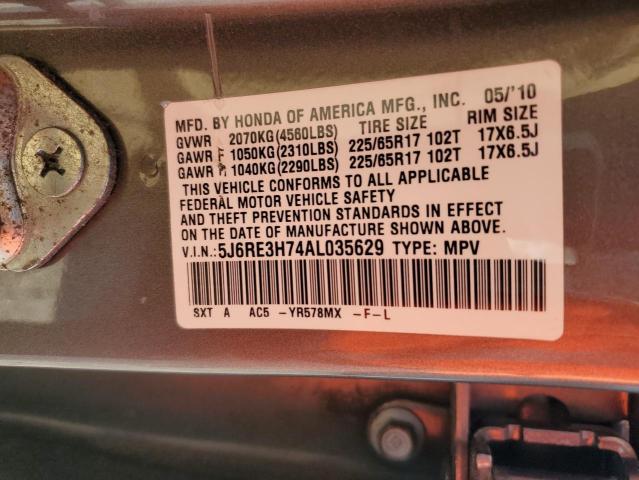 MFD. BY HONDA OF AMERICA MFG., INC. 05/'10
GVWR 2070KG(4560LBS) TIRE SIZE RIM SIZE
GAWR F 1050KG(2310LBS) 225/65R17 102T 17X6.5J
GAWR R 1040KG(2290LBS) 225/65R17 102T 17X6.5J
THIS VEHICLE CONFORMS TO ALL APPLICABLE
FEDERAL MOTOR VEHICLE SAFETY
AND THEFT PREVENTION STANDARDS IN EFFECT
ON THE DATE OF MANUFACTURE SHOWN ABOVE.
V.I.N.:5J6RE3H74AL035629 TYPE: MPV
SXT A AC5 -YR578MX -F-L